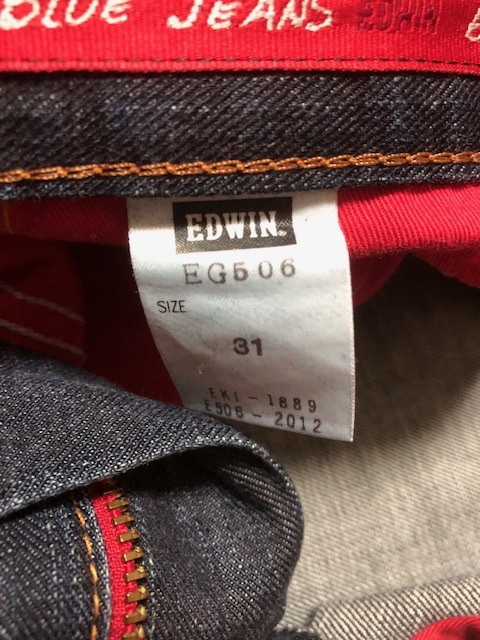 BLUE JEANS EDWIN
EDWIN
EG506
SIZE
31
EKI - 1889
E506 - 2012